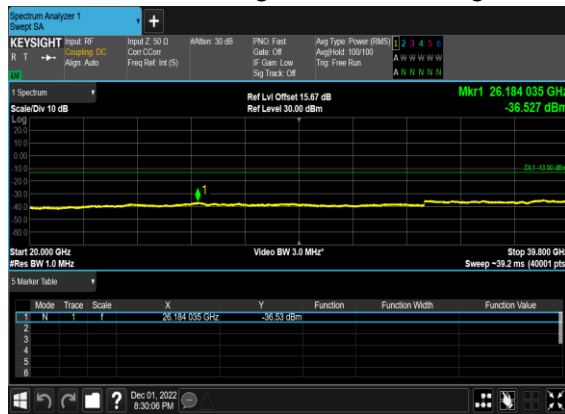 Spectrum Analyzer 1
Swept SA
KEYSIGHT Input: RF Input Z: 50 Ω #Atten: 30 dB PNO: Fast Avg Type: Power (RMS) 1 2 3 4 5 6
R T Coupling: DC Corr CCorr Gate: Off Avg|Hold: 100/100 A W W W W W
Align: Auto Freq Ref: Int (S) IF Gain: Low Trig: Free Run
LW Sig Track: Off A N N N N N
1 Spectrum Ref Lvl Offset 15.67 dB Mkr1 26.184 035 GHz
Scale/Div 10 dB Ref Level 30.00 dBm -36.527 dBm
Log
20.0
10.0
0.00
-10.0 DL1 -13.00 dBm
-20.0
-30.0 1
-40.0
-50.0
-60.0
Start 20.000 GHz Video BW 3.0 MHz* Stop 39.800 GHz
#Res BW 1.0 MHz Sweep ~39.2 ms (40001 pts)
5 Marker Table
Mode Trace Scale X Y Function Function Width Function Value
1 N 1 f 26.184 035 GHz -36.53 dBm
2
3
4
5
6
? Dec 01, 2022
8:30:06 PM